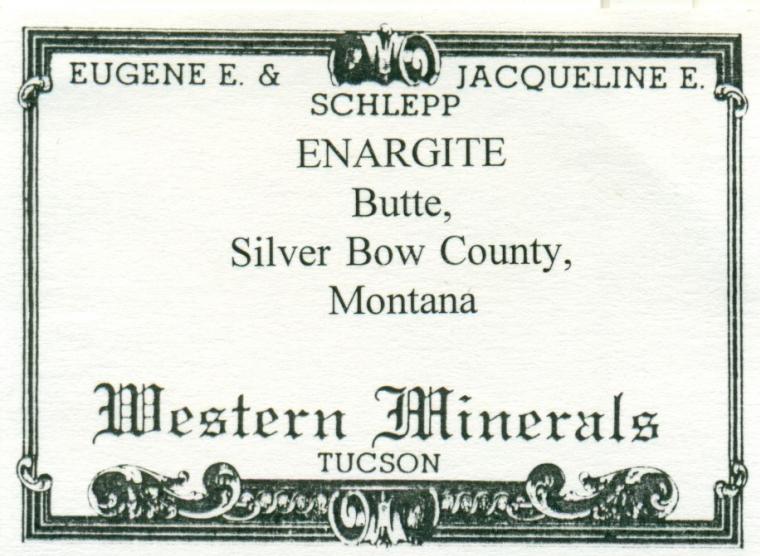 EUGENE E. & JACQUELINE E.
SCHLEPP
ENARGITE
Butte,
Silver Bow County,
Montana
Western Minerals
TUCSON